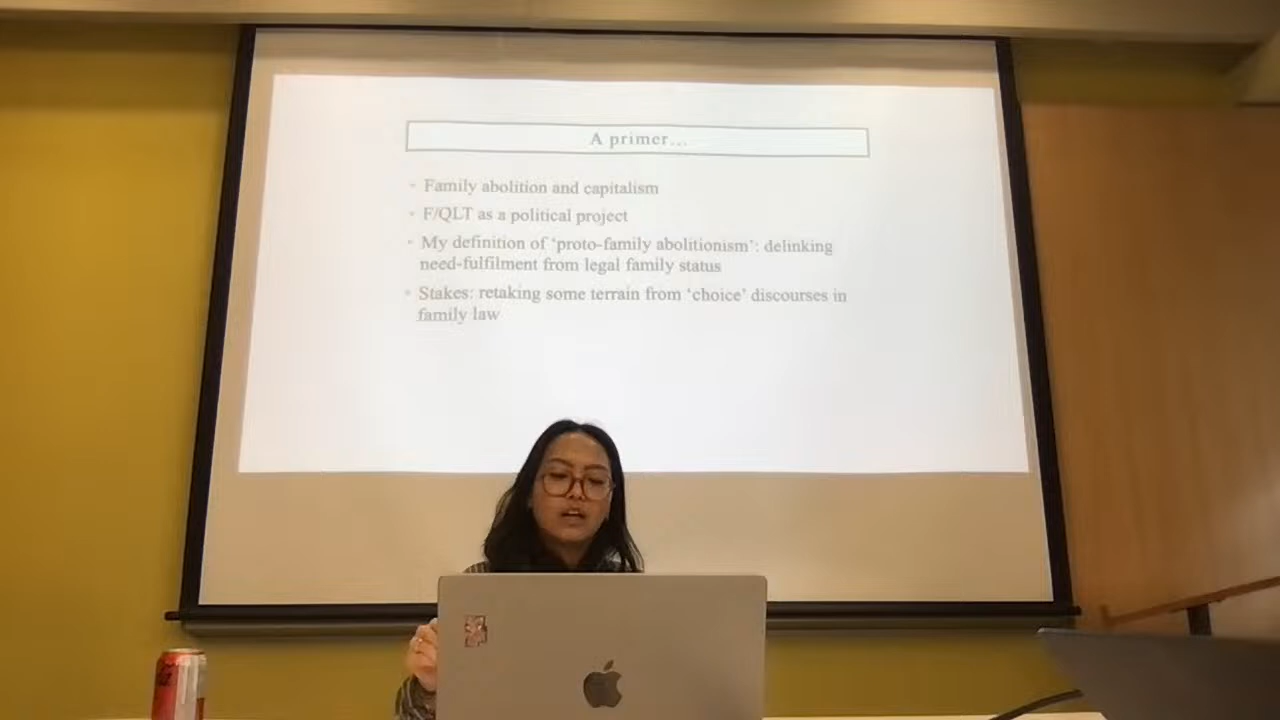 A primer...
• Family abolition and capitalism
• F/QLT as a political project
• My definition of ‘proto-family abolitionism’: delinking
need-fulfilment from legal family status
• Stakes: retaking some terrain from ‘choice’ discourses in
family law